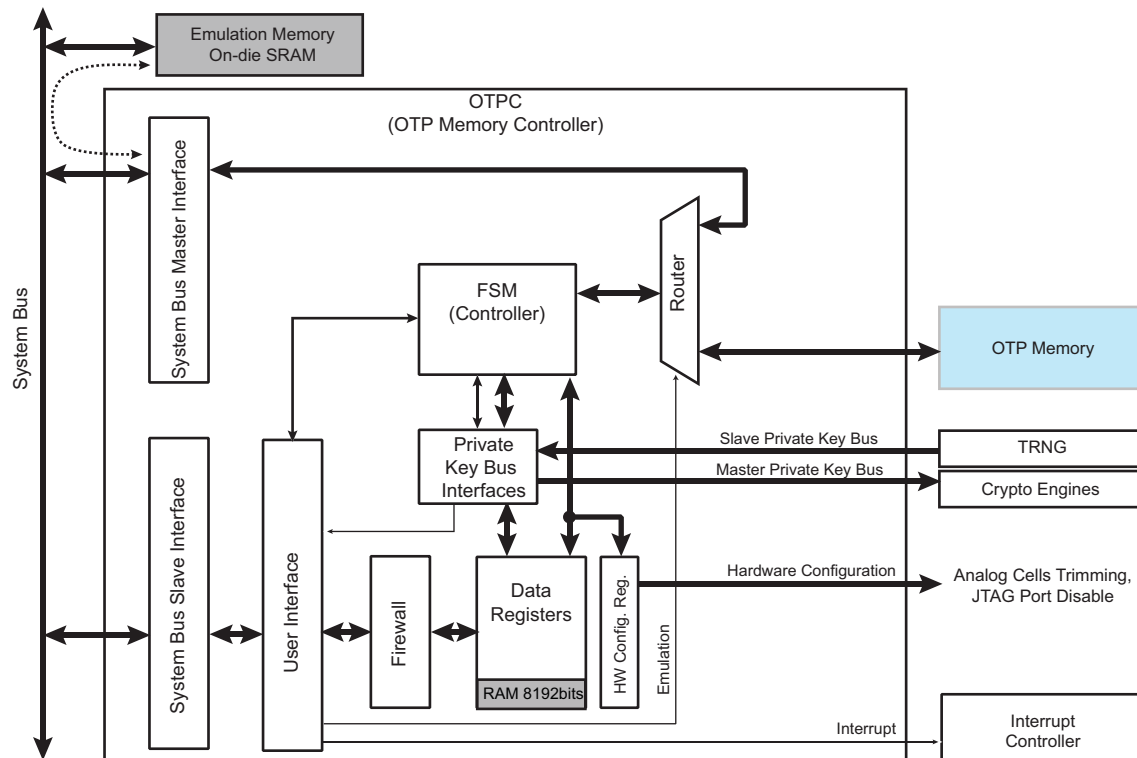 Emulation Memory
On-die SRAM
OTPC
(OTP Memory Controller)
System Bus
System Bus Master Interface
FSM
(Controller)
Router
OTP Memory
Private
Key Bus
Interfaces
Slave Private Key Bus
TRNG
Master Private Key Bus
Crypto Engines
System Bus Slave Interface
User Interface
Firewall
Data
Registers
RAM 8192bits
HW Config. Reg.
Hardware Configuration
Analog Cells Trimming,
JTAG Port Disable
Emulation
Interrupt
Interrupt
Controller